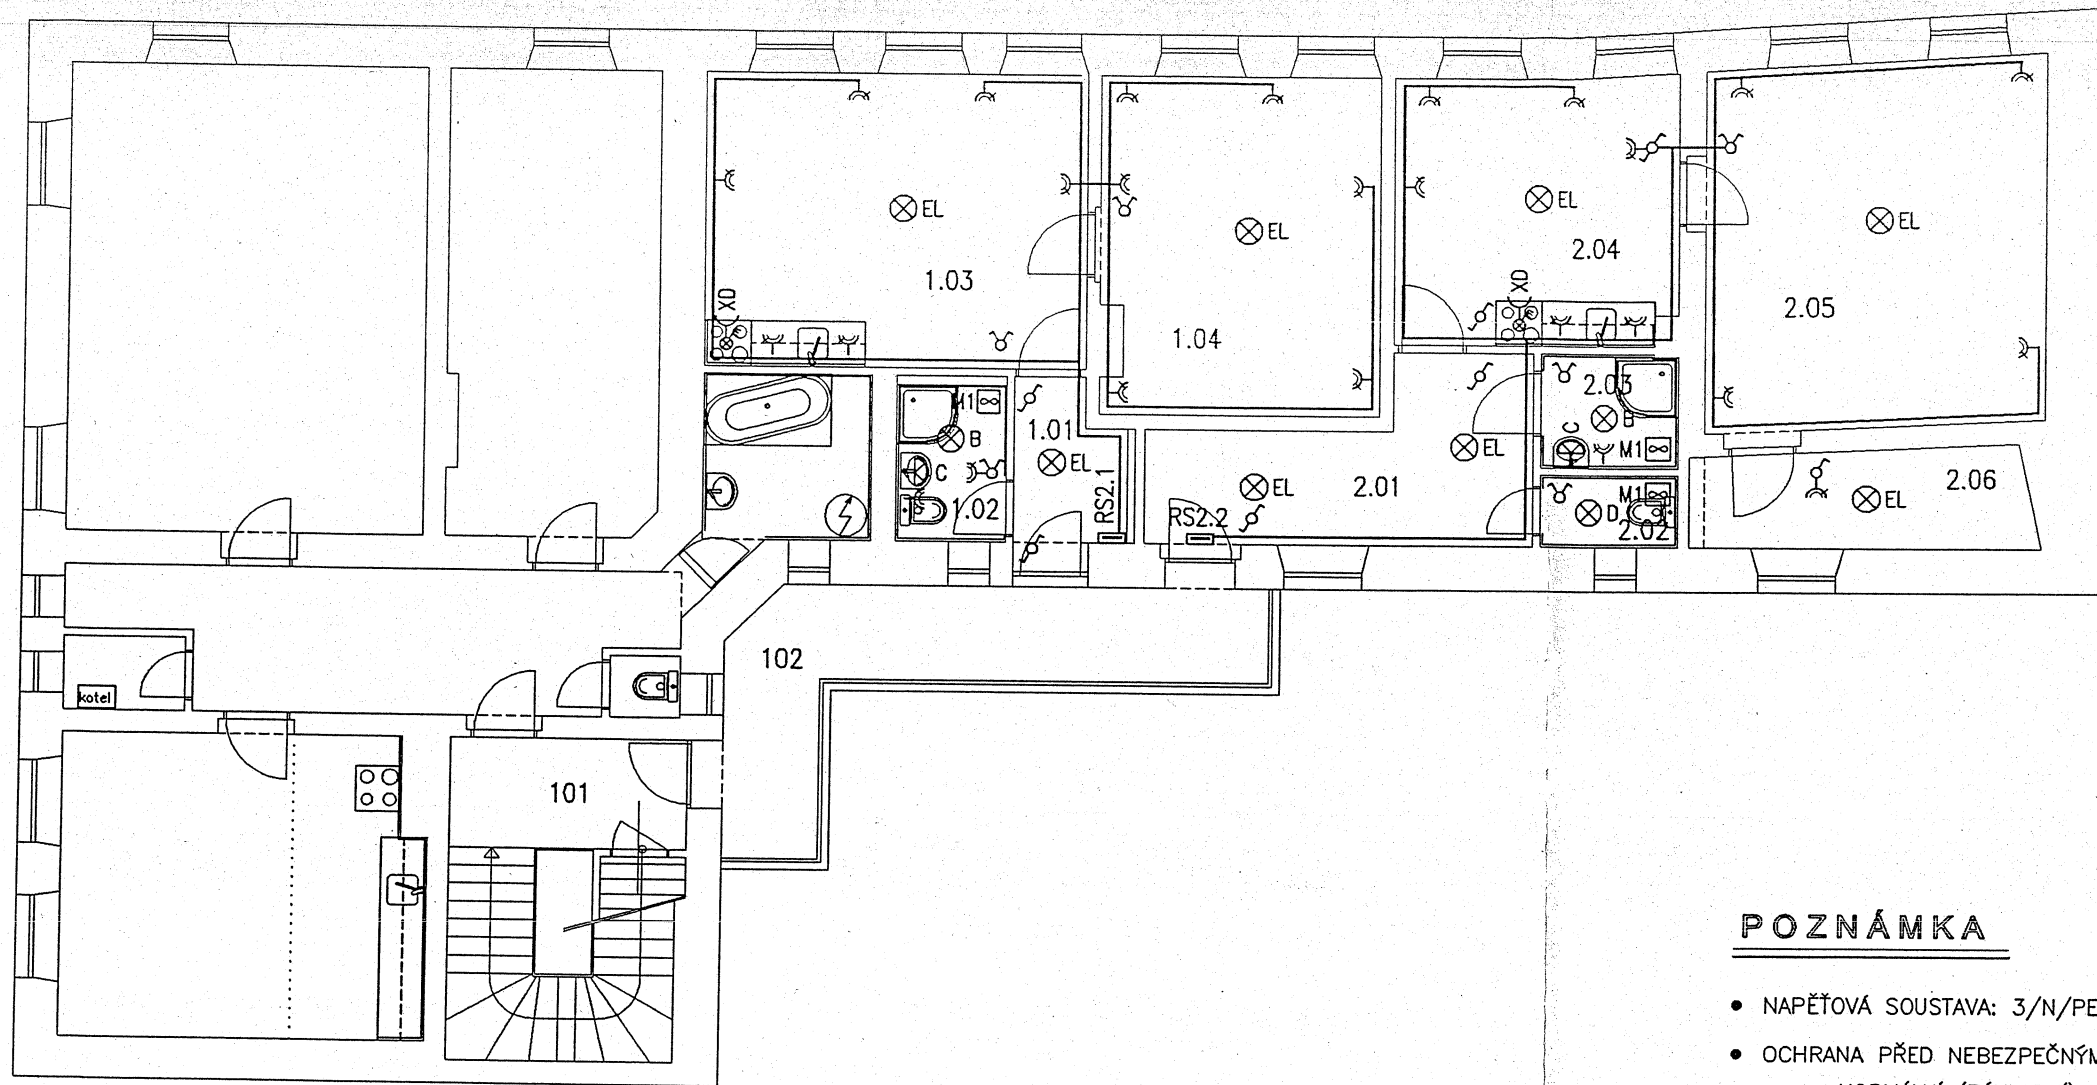 EL
EL
EL
EL
XD
1.03
1.04
XD
2.04
2.05
M1
B
C
1.02
1.01
EL
RS2.1
EL
RS2.2
2.01
EL
2.03
B
C
M1
M1
D
2.02
2.06
EL
102
kotel
101
POZNÁMKA
• NAPĚŤOVÁ SOUSTAVA: 3/N/PE
• OCHRANA PŘED NEBEZPEČNÝM